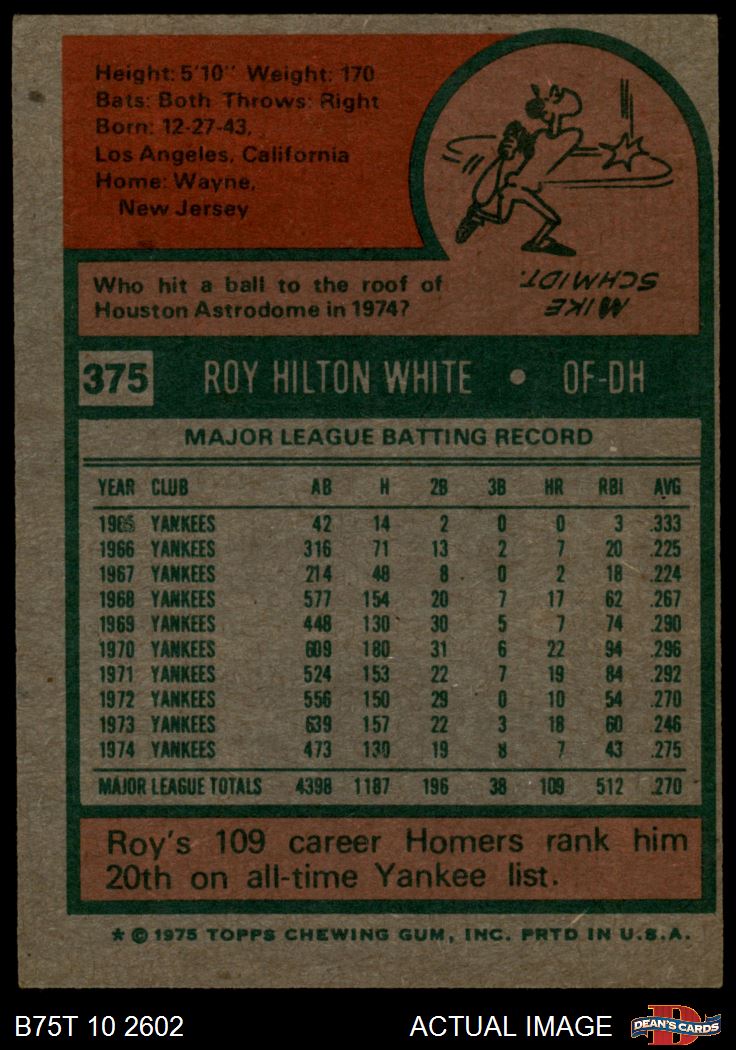 Height: 5'10" Weight: 170
Bats: Both Throws: Right
Born: 12-27-43,
Los Angeles, California
Home: Wayne,
New Jersey
Who hit a ball to the roof of
Houston Astrodome in 1974?
MIKE
SCHMIDT.
375 ROY HILTON WHITE • OF-DH
MAJOR LEAGUE BATTING RECORD
YEAR CLUB AB H 2B 3B HR RBI AVG
1965 YANKEES 42 14 2 0 0 3 .333
1966 YANKEES 316 71 13 2 7 20 .225
1967 YANKEES 214 48 8 0 2 18 .224
1968 YANKEES 577 154 20 7 17 62 .267
1969 YANKEES 448 130 30 5 7 74 .290
1970 YANKEES 609 180 31 6 22 94 .296
1971 YANKEES 524 153 22 7 19 84 .292
1972 YANKEES 556 150 29 0 10 54 .270
1973 YANKEES 639 157 22 3 18 60 .246
1974 YANKEES 473 130 19 8 7 43 .275
MAJOR LEAGUE TOTALS 4398 1187 196 38 109 512 .270
Roy's 109 career Homers rank him
20th on all-time Yankee list.
* © 1975 TOPPS CHEWING GUM, INC. PRTD IN U.S.A.
B75T 10 2602 ACTUAL IMAGE DEAN'S CARDS